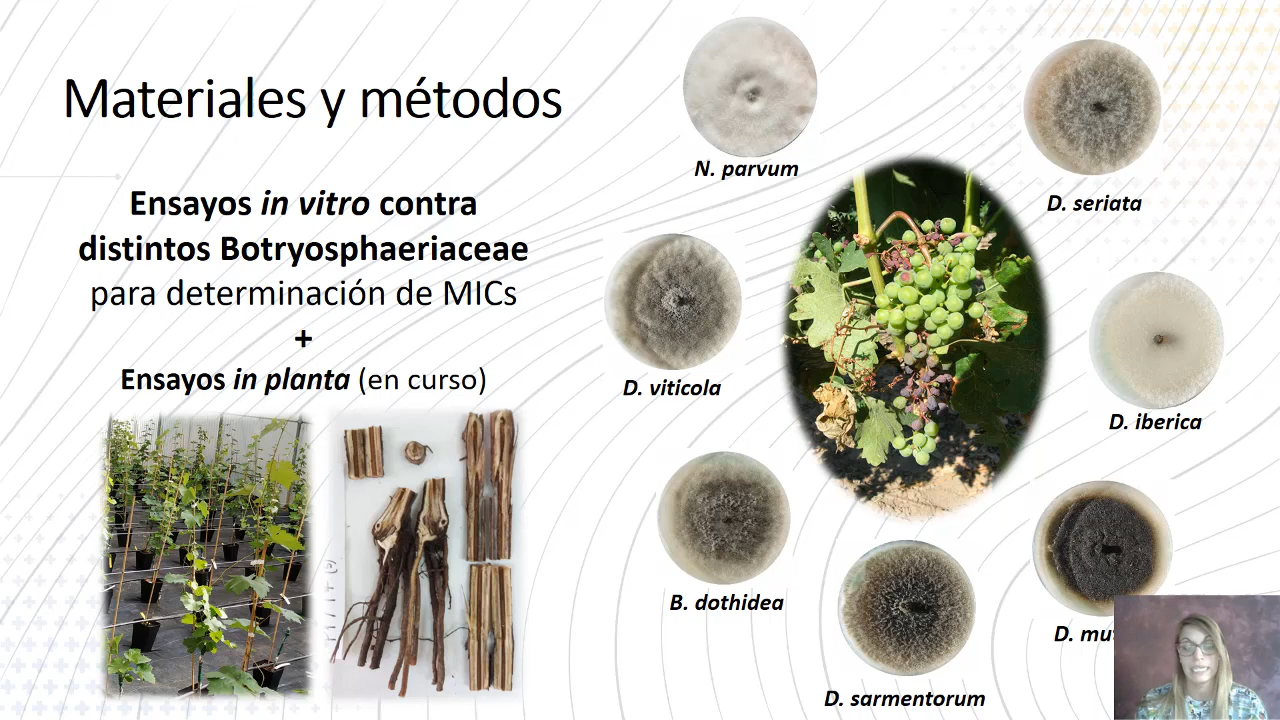 Materiales y métodos
Ensayos in vitro contra
distintos Botryosphaeriaceae
para determinación de MICs
+
Ensayos in planta (en curso)
N. parvum
D. seriata
D. viticola
D. iberica
B. dothidea
D. sarmentorum
D.